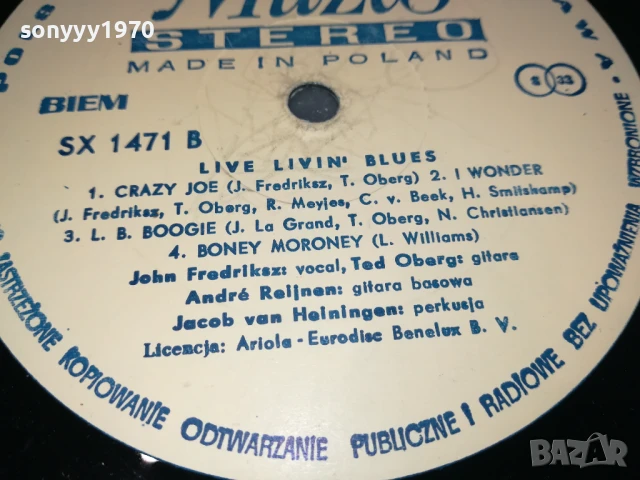 sonyyy1970
Muza
STEREO
MADE IN POLAND
BIEM
S 33
SX 1471 B
LIVE LIVIN' BLUES
1. CRAZY JOE (J. Fredriksz, T. Oberg) 2. I WONDER
(J. Fredriksz, T. Oberg, R. Meyjes, C. v. Beek, H. Smitskamp)
3. L. B. BOOGIE (J. La Grand, T. Oberg, N. Christiansen)
4. BONEY MORONEY (L. Williams)
John Fredriksz: vocal, Ted Oberg: gitara
André Reijnen: gitara basowa
Jacob van Heiningen: perkusja
Licencja: Ariola-Eurodisc Benelux B. V.
ZASTRZEŻONE KOPIOWANIE ODTWARZANIE PUBLICZNE I RADIOWE BEZ UPOWAŻNIENIA WZBRONIONE
BAZAR